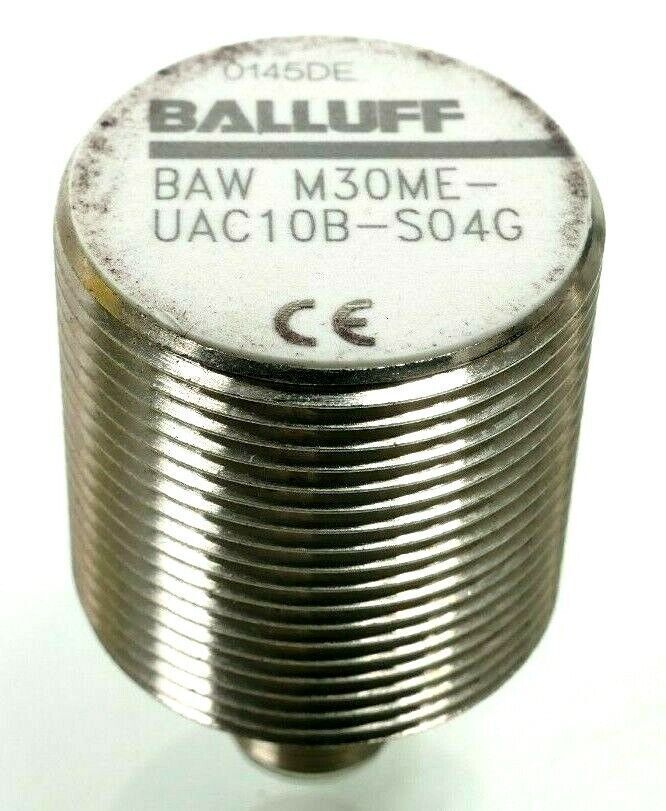 0145DE
BALLUFF
BAW M30ME-
UAC10B-S04G
CE